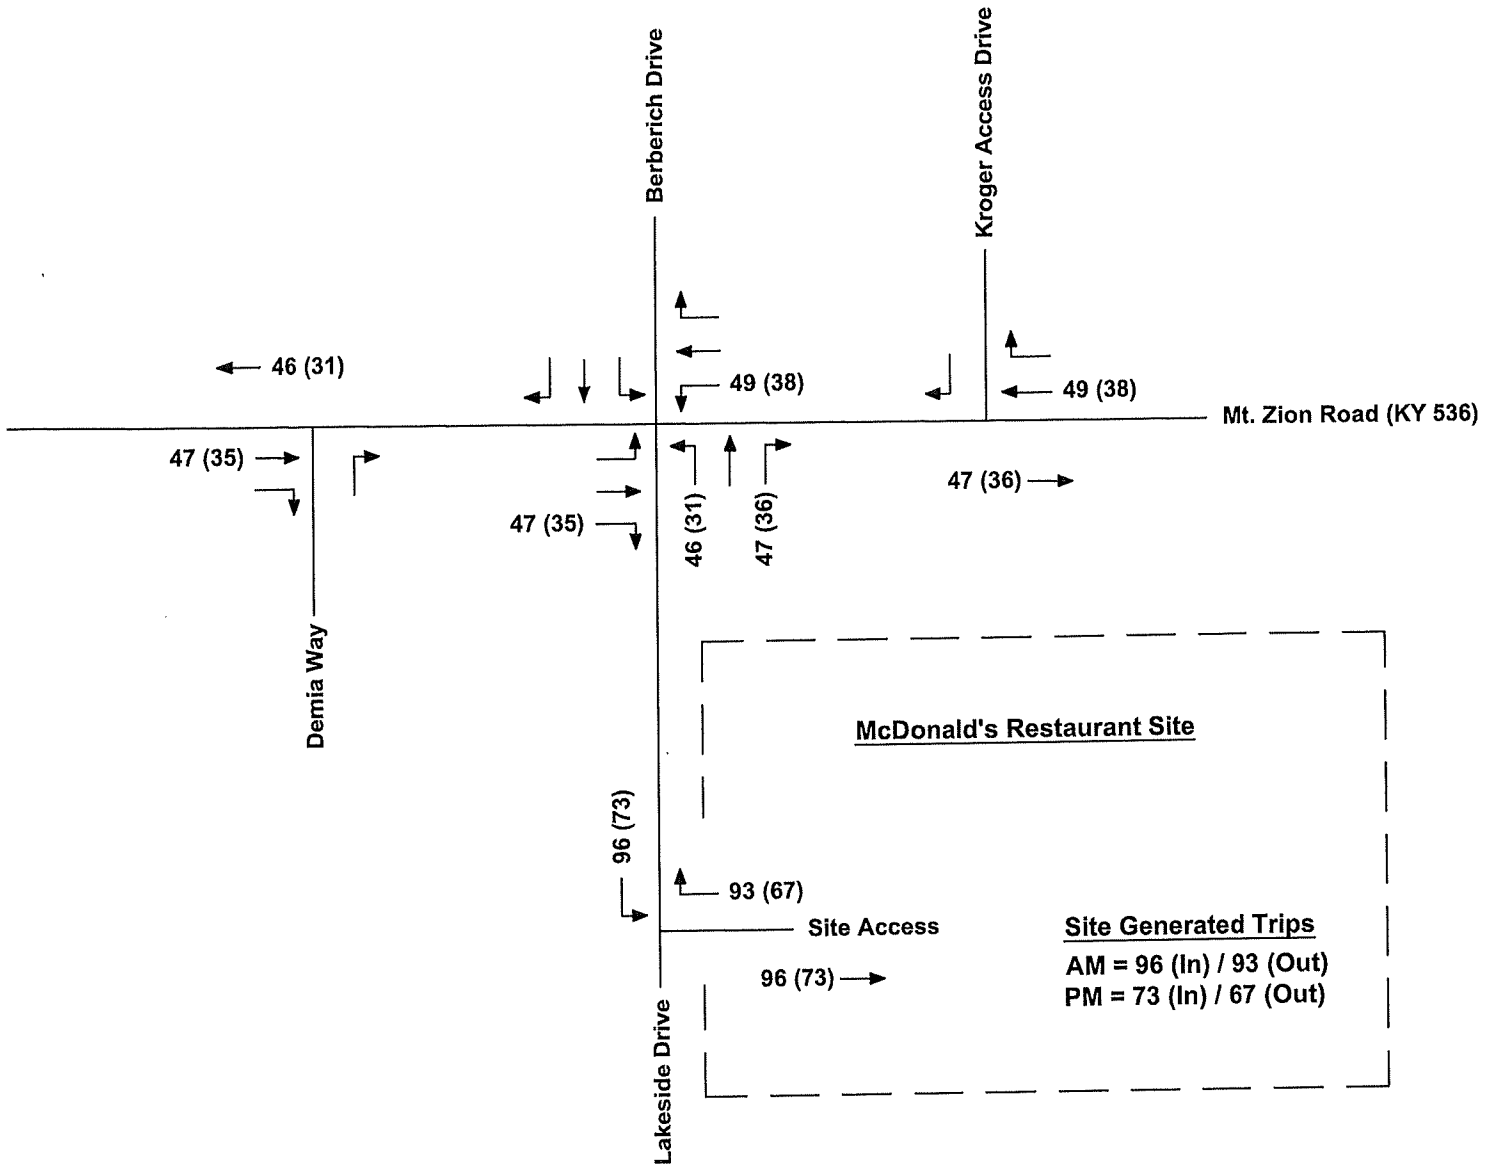 Berberich Drive
Kroger Access Drive
46 (31)
49 (38)
49 (38)
Mt. Zion Road (KY 536)
47 (35)
47 (36)
47 (35)
46 (31)
47 (36)
Demia Way
McDonald's Restaurant Site
96 (73)
93 (67)
Site Access
Site Generated Trips
AM = 96 (In) / 93 (Out)
96 (73)
PM = 73 (In) / 67 (Out)
Lakeside Drive